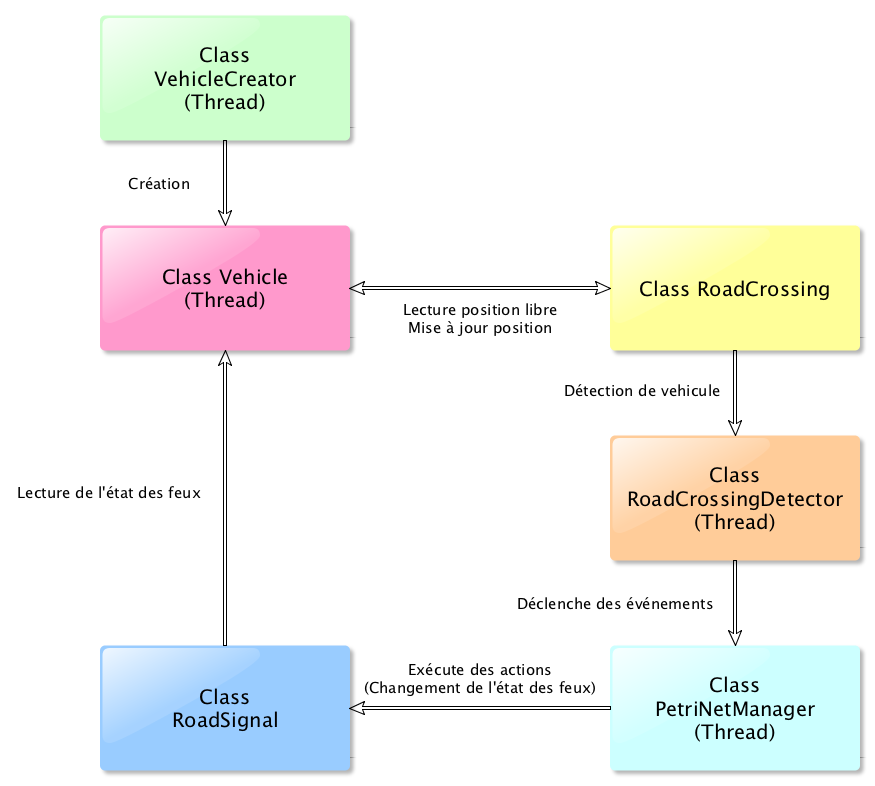 Class
VehicleCreator
(Thread)
Création
Class Vehicle
(Thread)
Lecture position libre
Mise à jour position
Class RoadCrossing
Détection de vehicule
Class
RoadCrossingDetector
(Thread)
Lecture de l'état des feux
Déclenche des événements
Class
RoadSignal
Exécute des actions
(Changement de l'état des feux)
Class
PetriNetManager
(Thread)